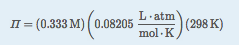 Π = (0.333 M) (0.08205 L·atm / mol·K) (298 K)